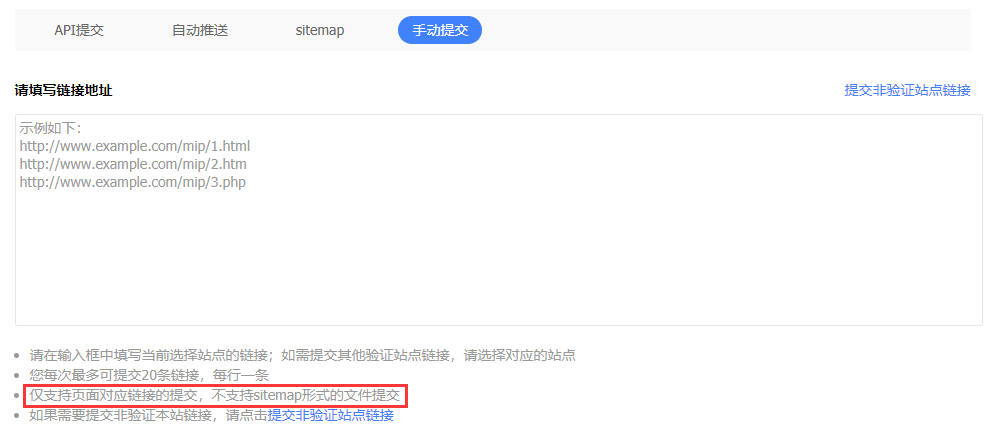 API提交 自动推送 sitemap 手动提交
请填写链接地址 提交非验证站点链接
示例如下：
http://www.example.com/mip/1.html
http://www.example.com/mip/2.htm
http://www.example.com/mip/3.php
请在输入框中填写当前选择站点的链接；如需提交其他验证站点链接，请选择对应的站点
您每次最多可提交20条链接，每行一条
仅支持页面对应链接的提交，不支持sitemap形式的文件提交
如果需要提交非验证本站链接，请点击提交非验证站点链接